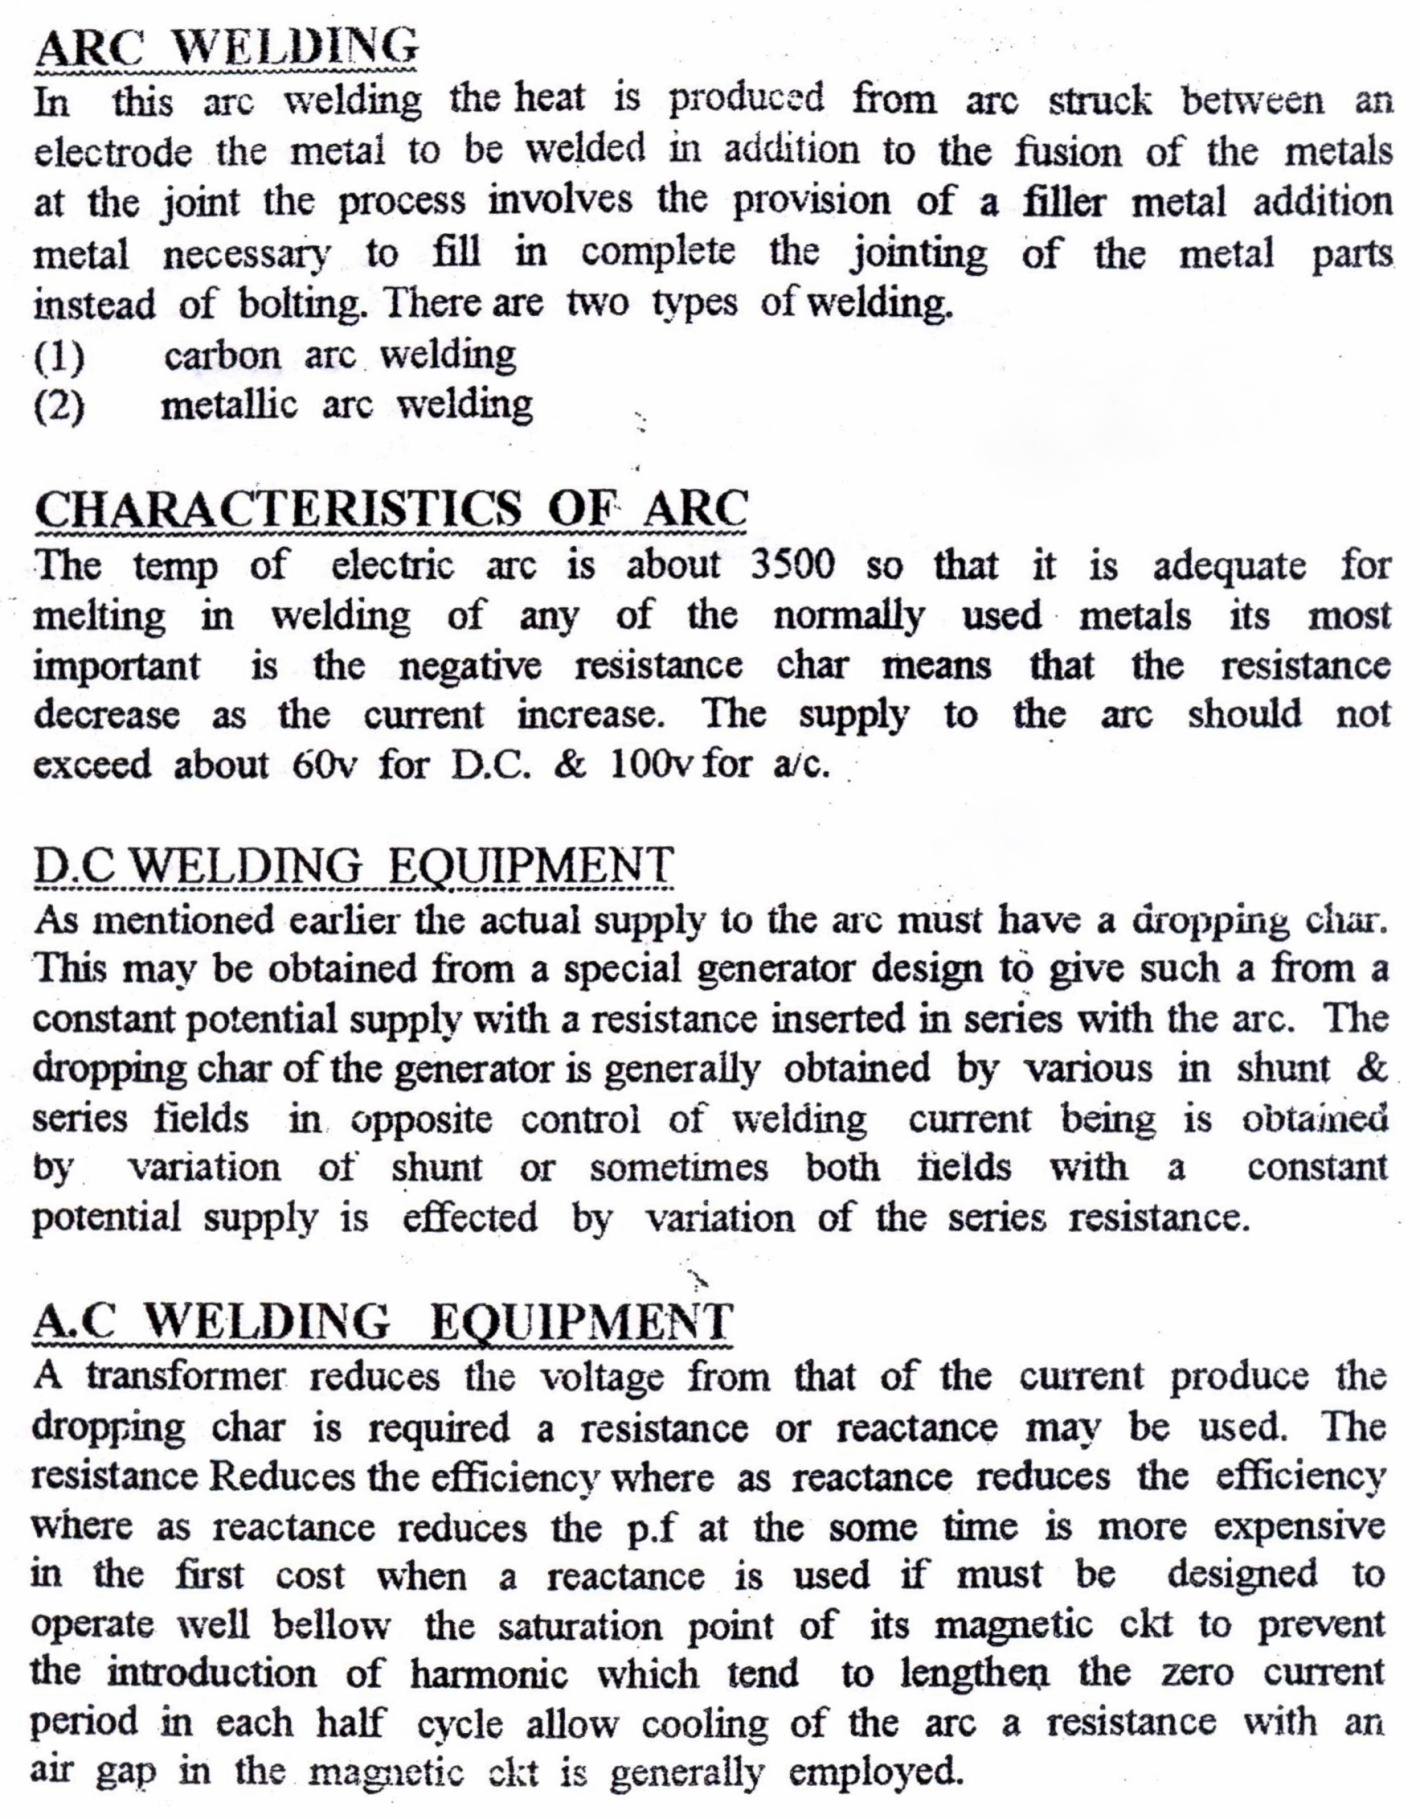 ARC WELDING
In this arc welding the heat is produced from arc struck between an
electrode the metal to be welded in addition to the fusion of the metals
at the joint the process involves the provision of a filler metal addition
metal necessary to fill in complete the jointing of the metal parts
instead of bolting. There are two types of welding.
(1) carbon arc welding
(2) metallic arc welding
CHARACTERISTICS OF ARC
The temp of electric arc is about 3500 so that it is adequate for
melting in welding of any of the normally used metals its most
important is the negative resistance char means that the resistance
decrease as the current increase. The supply to the arc should not
exceed about 60v for D.C. & 100v for a/c.
D.C WELDING EQUIPMENT
As mentioned earlier the actual supply to the arc must have a dropping char.
This may be obtained from a special generator design to give such a from a
constant potential supply with a resistance inserted in series with the arc. The
dropping char of the generator is generally obtained by various in shunt &
series fields in opposite control of welding current being is obtained
by variation of shunt or sometimes both fields with a constant
potential supply is effected by variation of the series resistance.
A.C WELDING EQUIPMENT
A transformer reduces the voltage from that of the current produce the
dropping char is required a resistance or reactance may be used. The
resistance Reduces the efficiency where as reactance reduces the efficiency
where as reactance reduces the p.f at the some time is more expensive
in the first cost when a reactance is used if must be designed to
operate well bellow the saturation point of its magnetic ckt to prevent
the introduction of harmonic which tend to lengthen the zero current
period in each half cycle allow cooling of the arc a resistance with an
air gap in the magnetic ckt is generally employed.